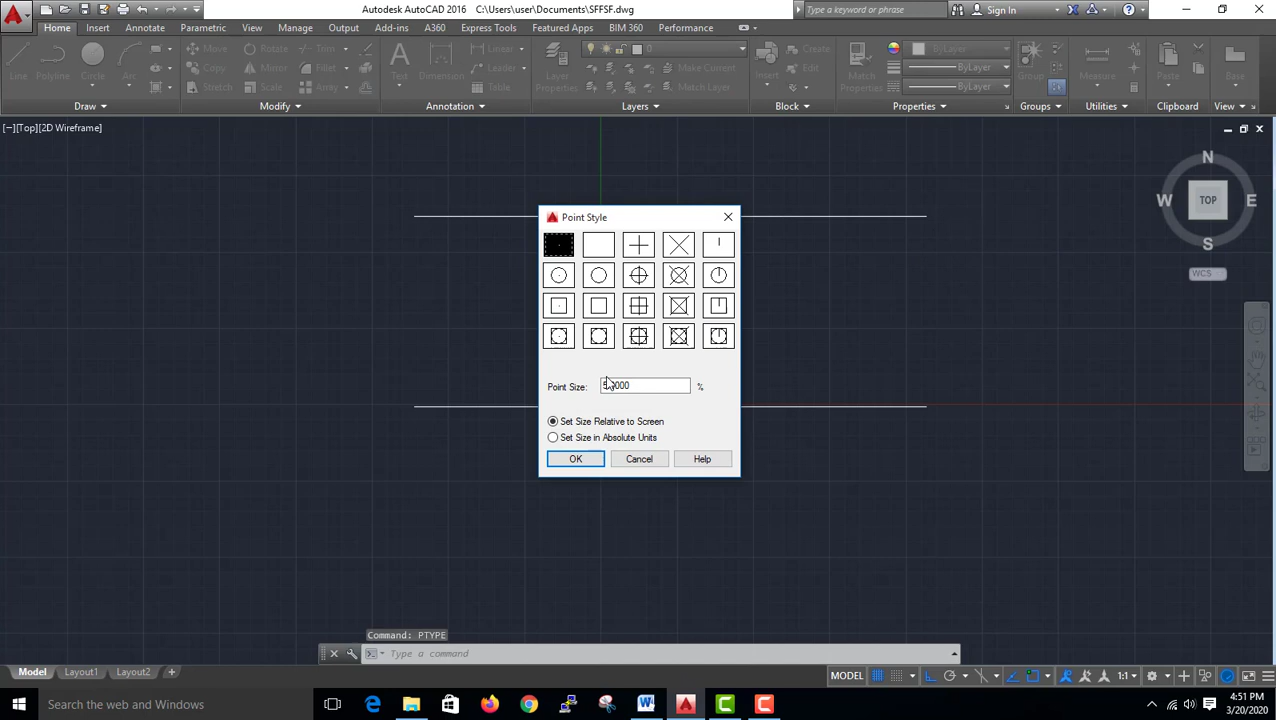 Autodesk AutoCAD 2016 C:\Users\user\Documents\SFFSF.dwg
Type a keyword or phrase
Sign In
Home Insert Annotate Parametric View Manage Output Add-ins A360 Express Tools Featured Apps BIM 360 Performance
Line Polyline Circle Arc
Move Rotate Trim
Copy Mirror Fillet
Stretch Scale Array
Text Dimension
Linear
Leader
Table
Layer Properties
0
Make Current
Match Layer
Insert
Create
Edit
Match Properties
ByLayer
ByLayer
ByLayer
Group
Measure
Paste
Base
Draw Modify Annotation Layers Block Properties Groups Utilities Clipboard View
[−][Top][2D Wireframe]
N
W TOP E
S
WCS
Point Style
Point Size: %
Set Size Relative to Screen
Set Size in Absolute Units
OK Cancel Help
Command: PTYPE
Type a command
Model Layout1 Layout2 +
MODEL
1:1
Search the web and Windows
4:51 PM
3/20/2020